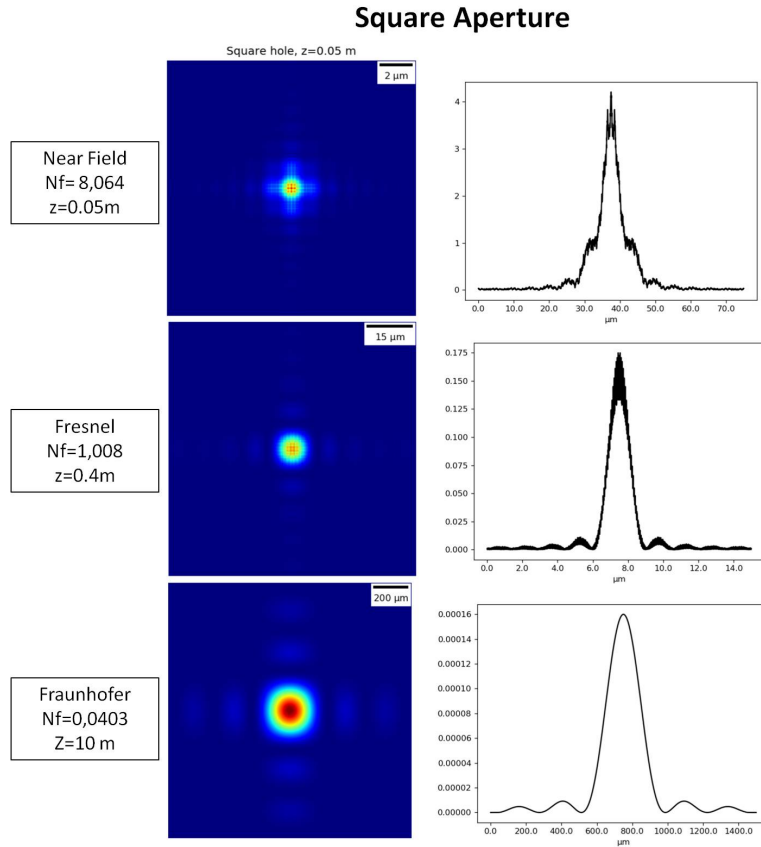 Square Aperture
Square hole, z=0.05 m
2 μm
Near Field
Nf= 8,064
z=0.05m
4
3
2
1
0
0.0 10.0 20.0 30.0 40.0 50.0 60.0 70.0
μm
15 μm
Fresnel
Nf=1,008
z=0.4m
0.175
0.150
0.125
0.100
0.075
0.050
0.025
0.000
0.0 2.0 4.0 6.0 8.0 10.0 12.0 14.0
μm
200 μm
Fraunhofer
Nf=0,0403
Z=10 m
0.00016
0.00014
0.00012
0.00010
0.00008
0.00006
0.00004
0.00002
0.00000
0.0 200.0 400.0 600.0 800.0 1000.0 1200.0 1400.0
μm